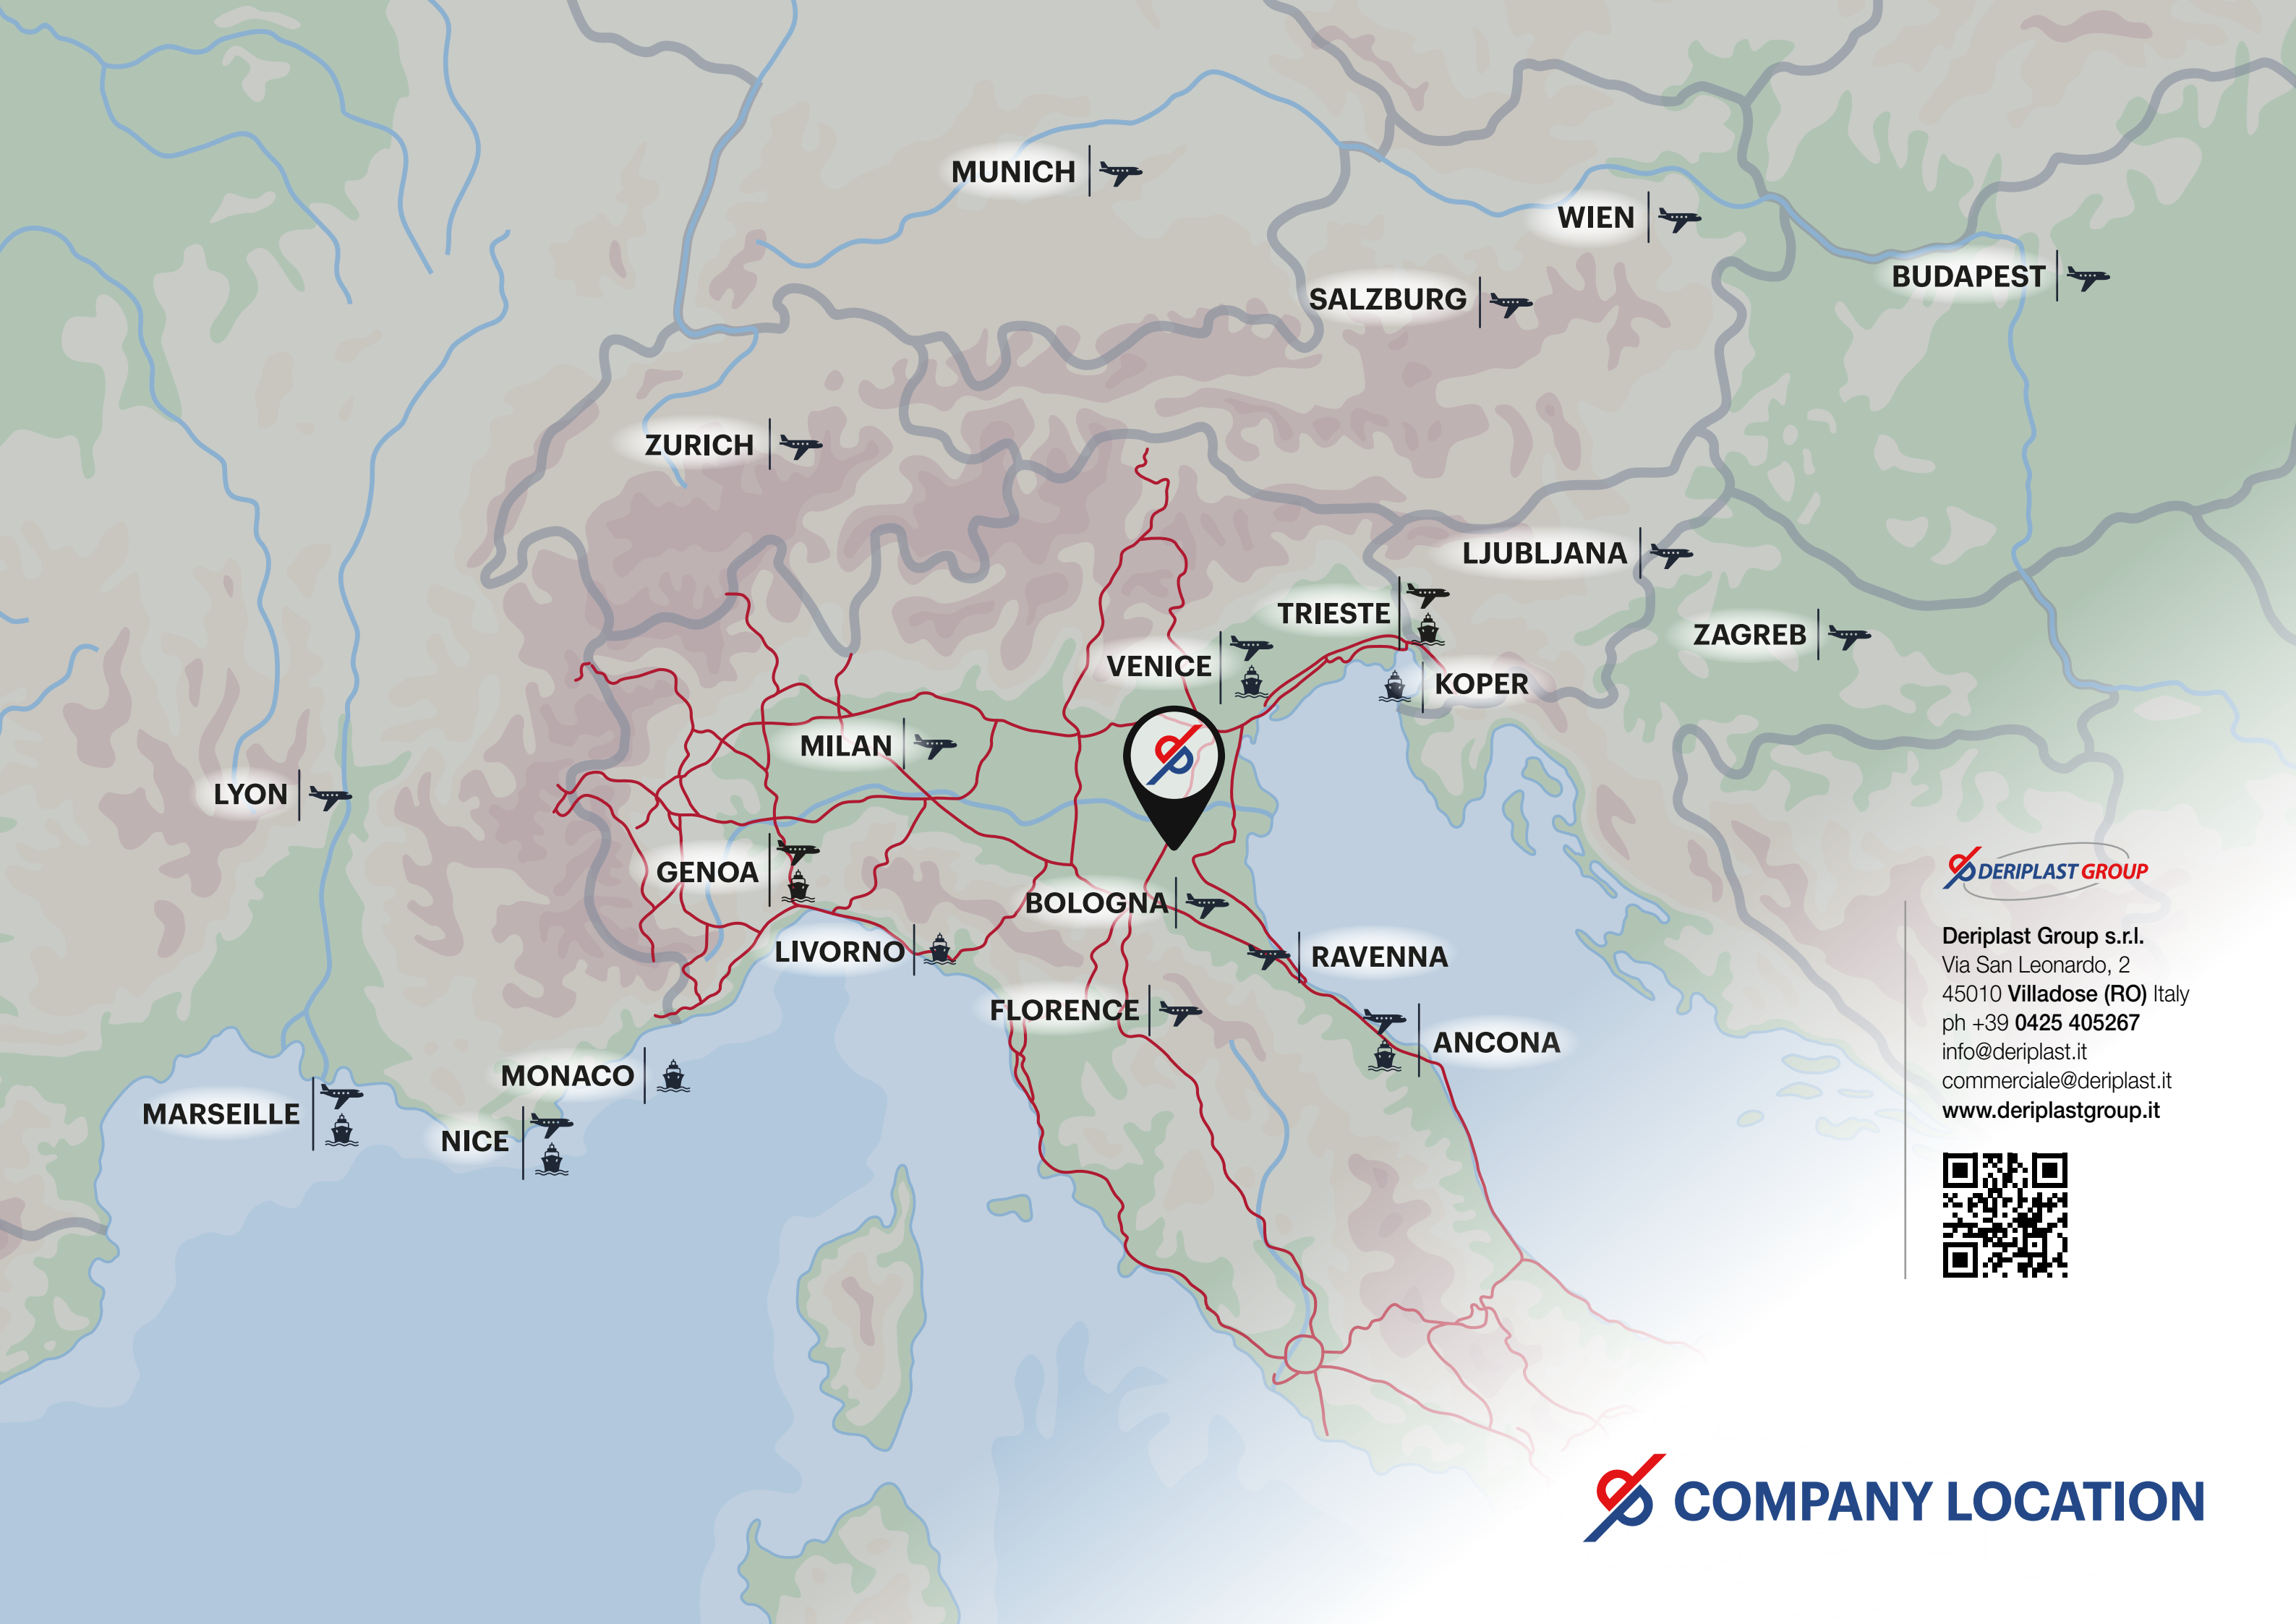 MUNICH
WIEN
BUDAPEST
SALZBURG
ZURICH
LJUBLJANA
TRIESTE
ZAGREB
VENICE
KOPER
MILAN
LYON
GENOA
BOLOGNA
LIVORNO
RAVENNA
FLORENCE
ANCONA
MONACO
MARSEILLE
NICE
DERIPLAST GROUP
Deriplast Group s.r.l.
Via San Leonardo, 2
45010 Villadose (RO) Italy
ph +39 0425 405267
info@deriplast.it
commerciale@deriplast.it
www.deriplastgroup.it
COMPANY LOCATION